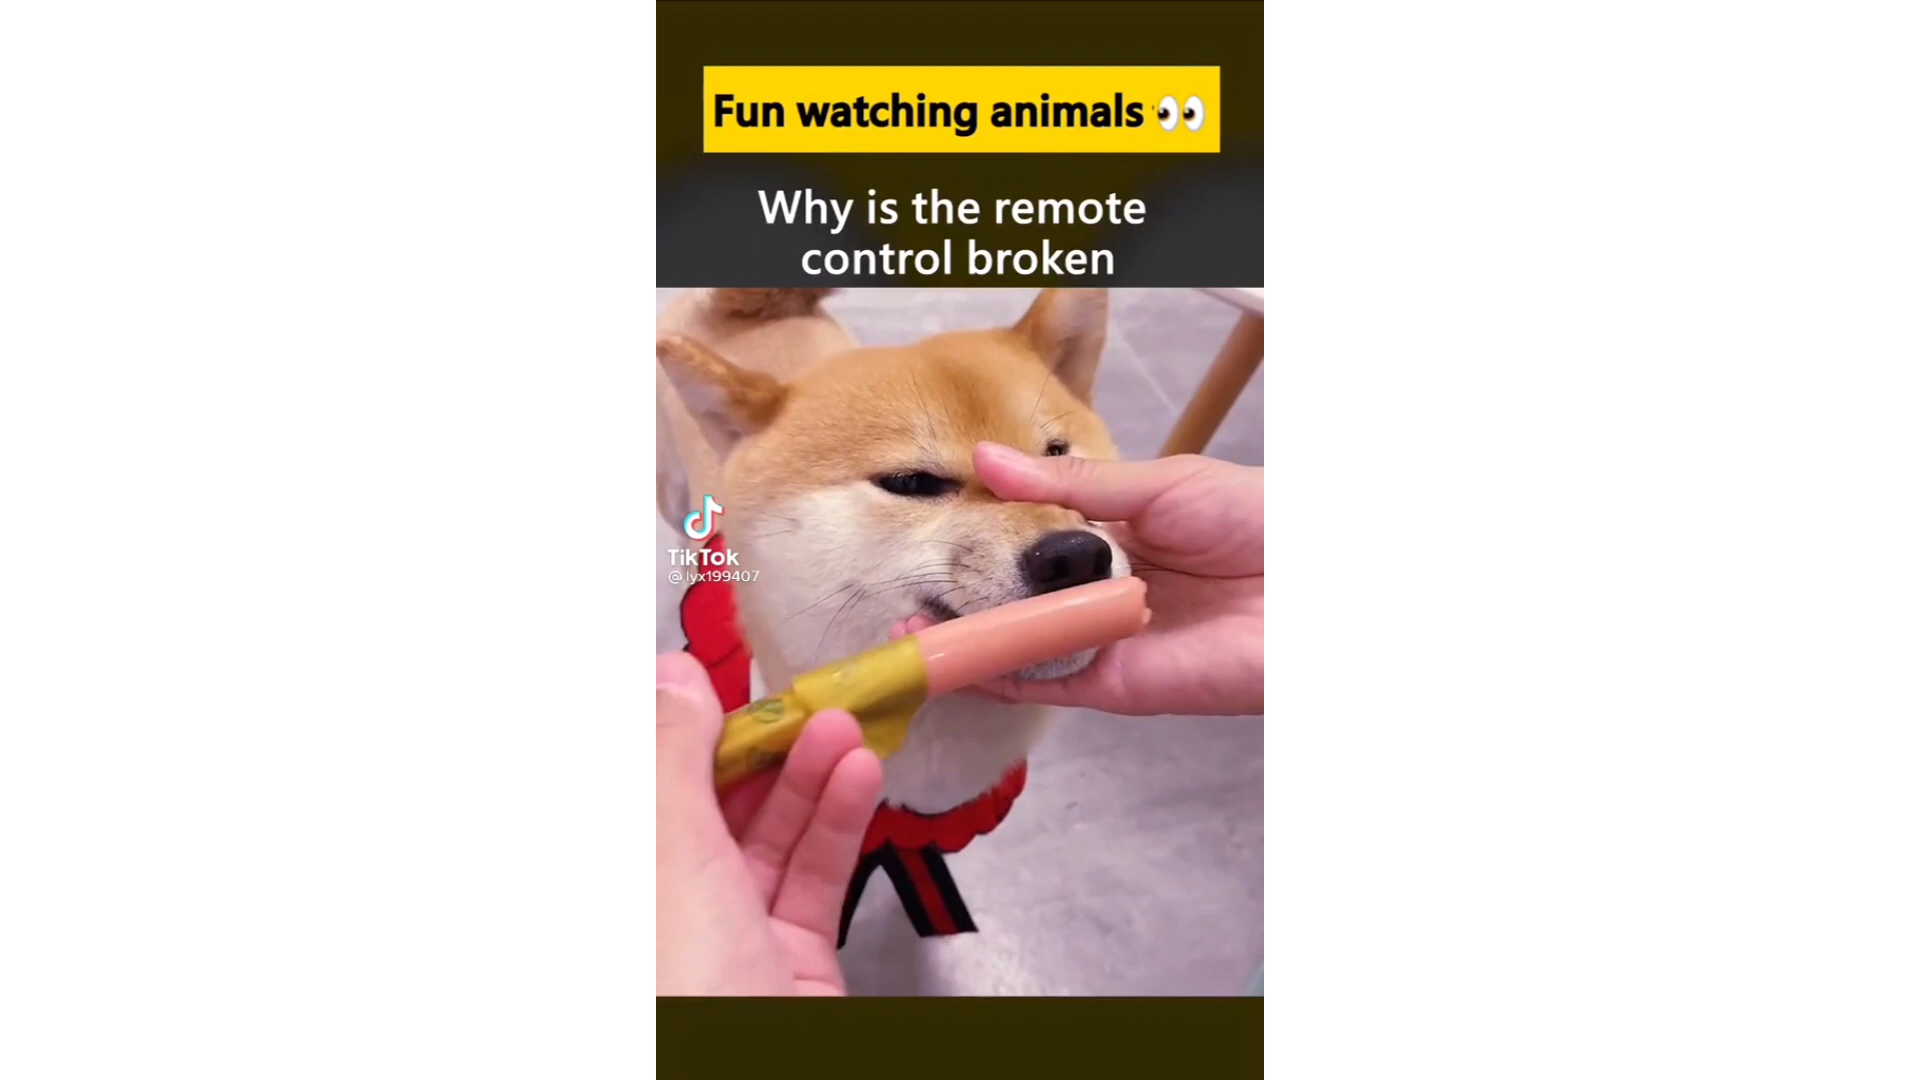 Fun watching animals 👀
Why is the remote
control broken
TikTok
@lyx199407